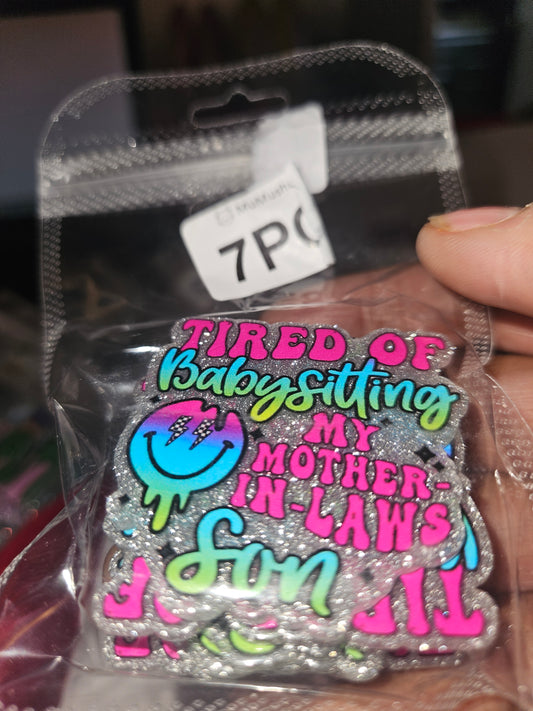 7PC
TIRED OF
Babysitting
MY
MOTHER-
IN-LAWS
Son